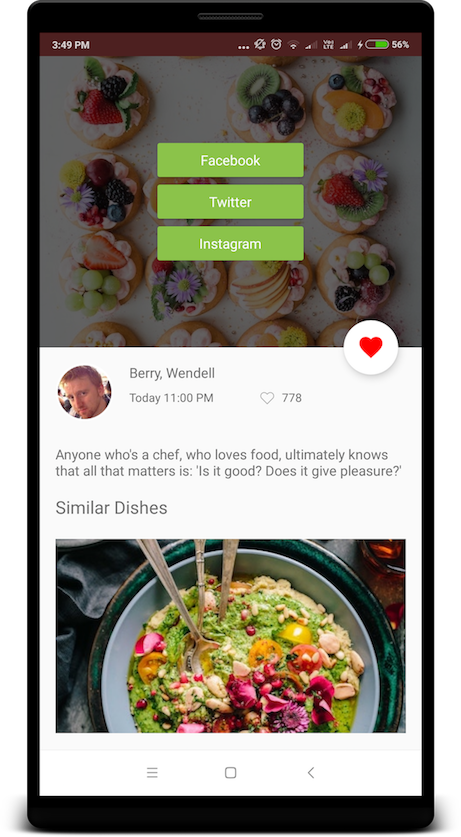 3:49 PM
Vo) LTE
56%
Facebook
Twitter
Instagram
Berry, Wendell
Today 11:00 PM
778
Anyone who's a chef, who loves food, ultimately knows
that all that matters is: 'Is it good? Does it give pleasure?'
Similar Dishes